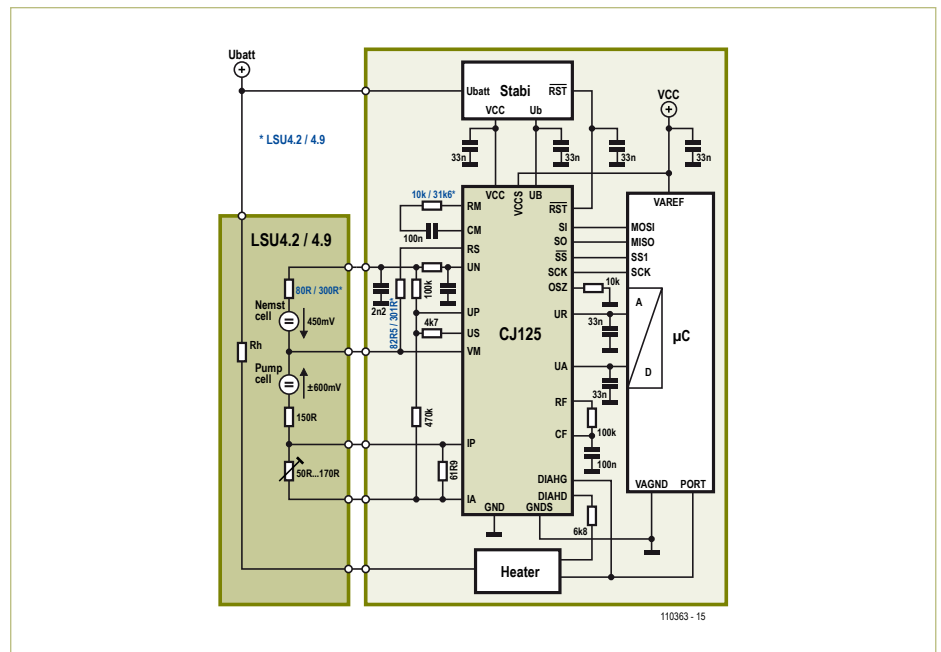 Ubatt
* LSU4.2 / 4.9
Ubatt
Stabi
RST
VCC
Ub
VCC
33n
33n
33n
33n
LSU4.2 / 4.9
80R / 300R*
Nemst
cell
450mV
Rh
Pump
cell
±600mV
150R
50R...170R
10k / 31k6*
100n
2n2
82R5 / 301R*
100k
4k7
470k
61R9
VCC
VCCS
UB
RM
CM
RS
UN
UP
US
VM
IP
IA
GND
GNDS
CJ125
RST
SI
SO
SS
SCK
OSZ
UR
UA
RF
CF
DIAHG
DIAHD
10k
33n
33n
100k
100n
6k8
VAREF
MOSI
MISO
SS1
SCK
A
D
µC
VAGND
PORT
Heater
110363 - 15